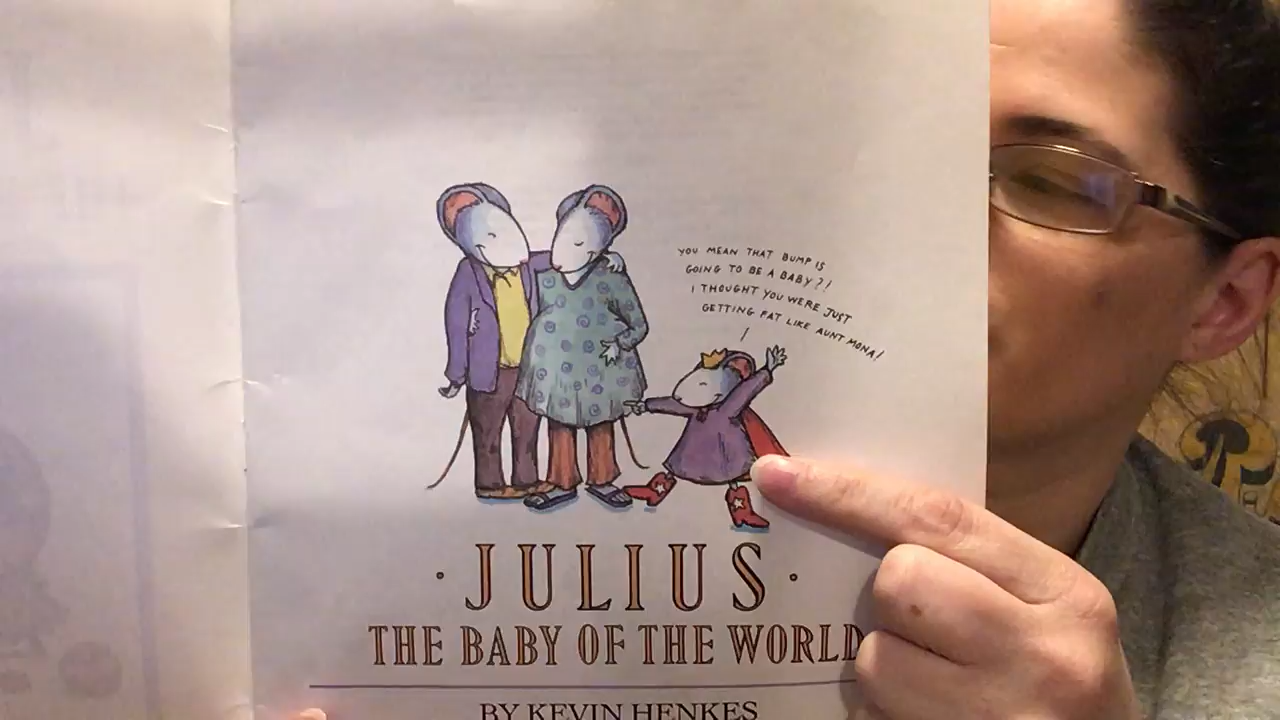 YOU MEAN THAT BUMP IS
GOING TO BE A BABY?!
I THOUGHT YOU WERE JUST
GETTING FAT LIKE AUNT MONA!
· JULIUS ·
THE BABY OF THE WORLD
BY KEVIN HENKES